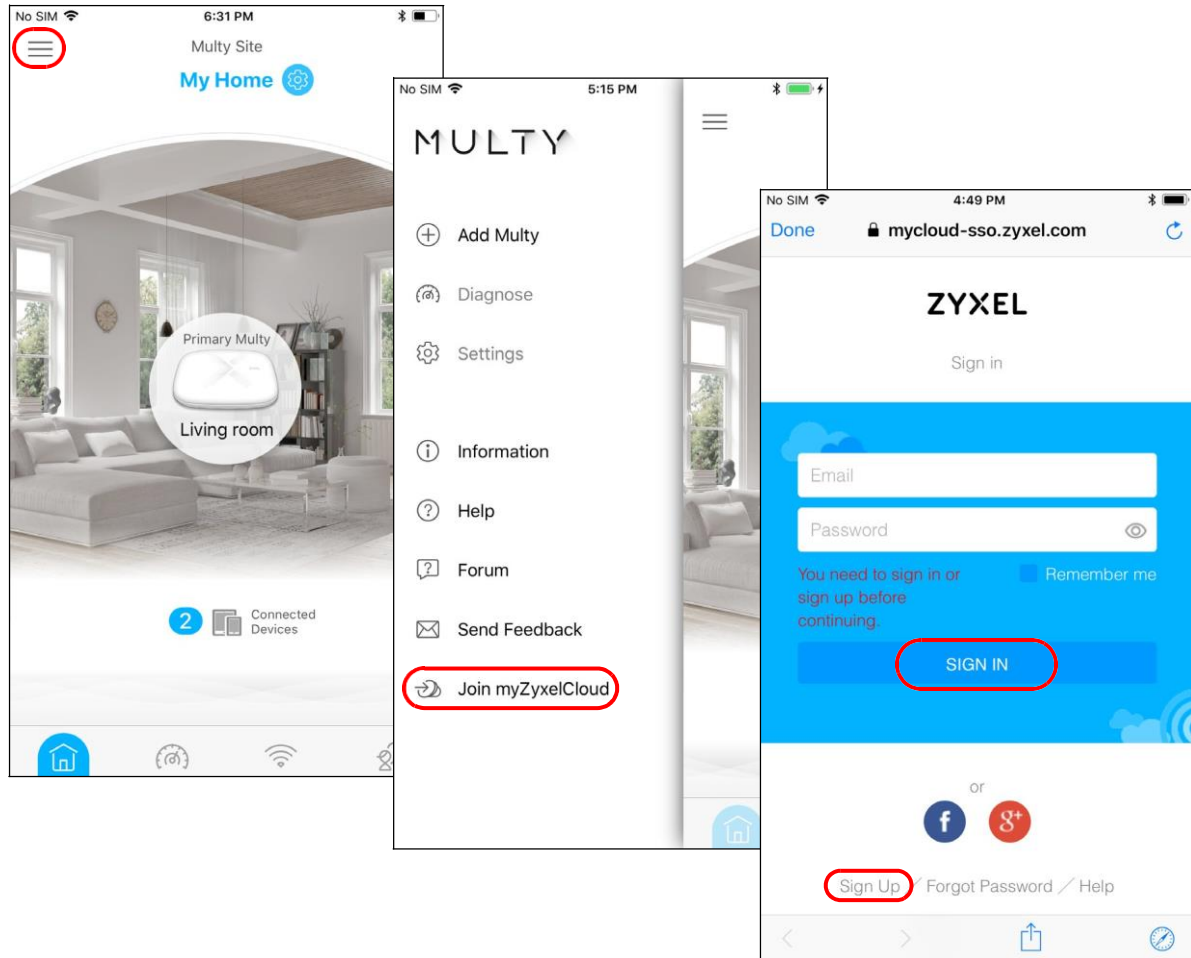 No SIM 6:31 PM
Multy Site
My Home
Primary Multy
Living room
2 Connected
Devices
No SIM 5:15 PM
MULTY
Add Multy
Diagnose
Settings
Information
Help
Forum
Send Feedback
Join myZyxelCloud
No SIM 4:49 PM
Done mycloud-sso.zyxel.com
ZYXEL
Sign in
Email
Password
You need to sign in or
sign up before
continuing.
Remember me
SIGN IN
or
f g+
Sign Up / Forgot Password / Help